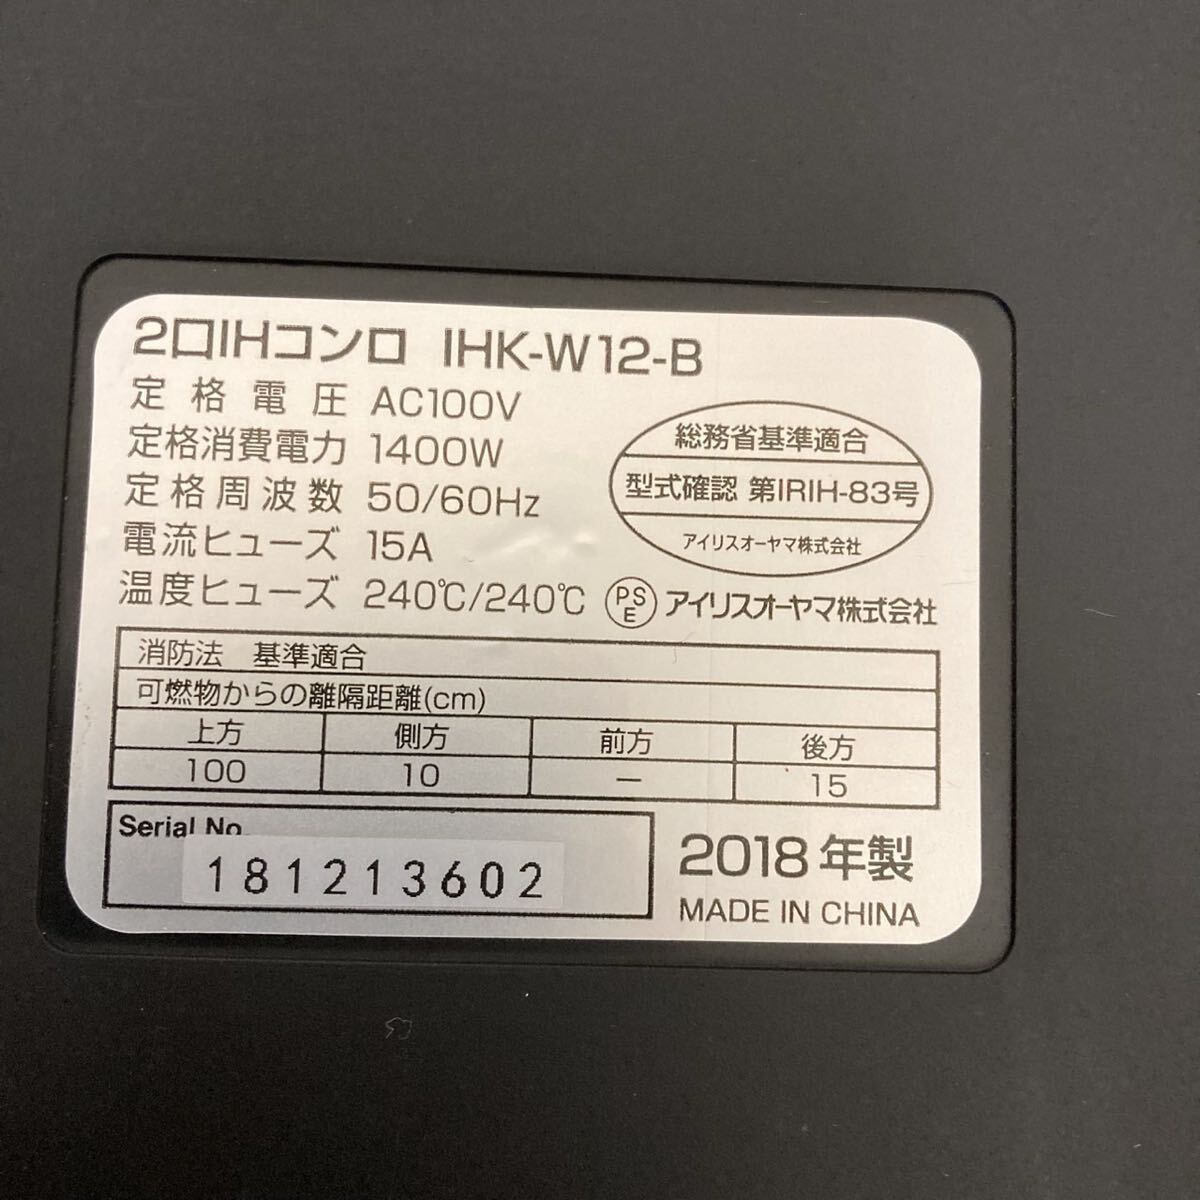 2口IHコンロ IHK-W12-B
定格電圧 AC100V
定格消費電力 1400W
定格周波数 50/60Hz
電流ヒューズ 15A
温度ヒューズ 240℃/240℃
総務省基準適合
型式確認 第IRIH-83号
アイリスオーヤマ株式会社
PSE アイリスオーヤマ株式会社
消防法 基準適合
可燃物からの離隔距離(cm)
上方 側方 前方 後方
100 10 － 15
Serial No.
181213602
2018年製
MADE IN CHINA